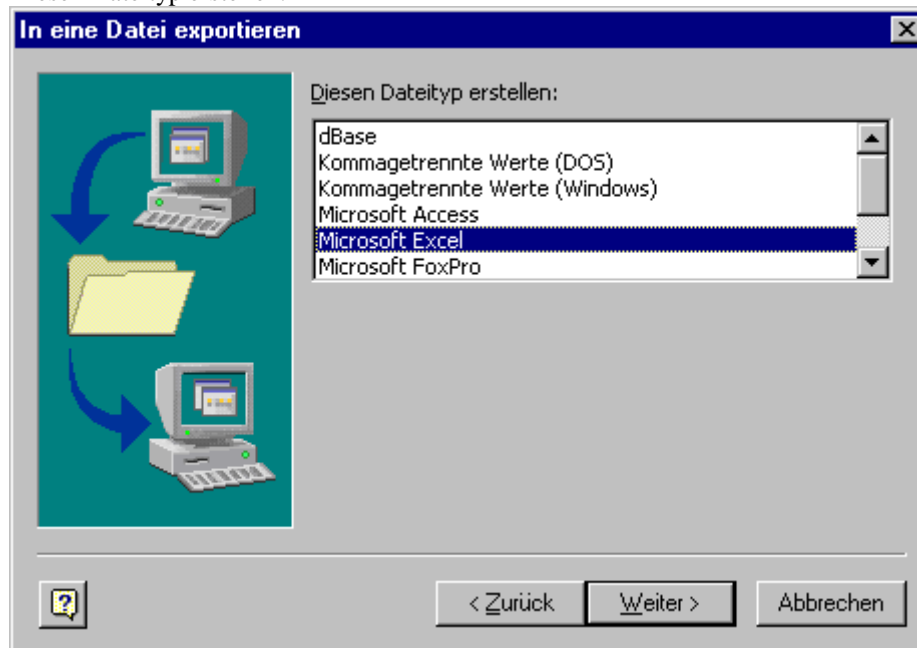 In eine Datei exportieren
Diesen Dateityp erstellen:
dBase
Kommagetrennte Werte (DOS)
Kommagetrennte Werte (Windows)
Microsoft Access
Microsoft Excel
Microsoft FoxPro
< Zurück
Weiter >
Abbrechen